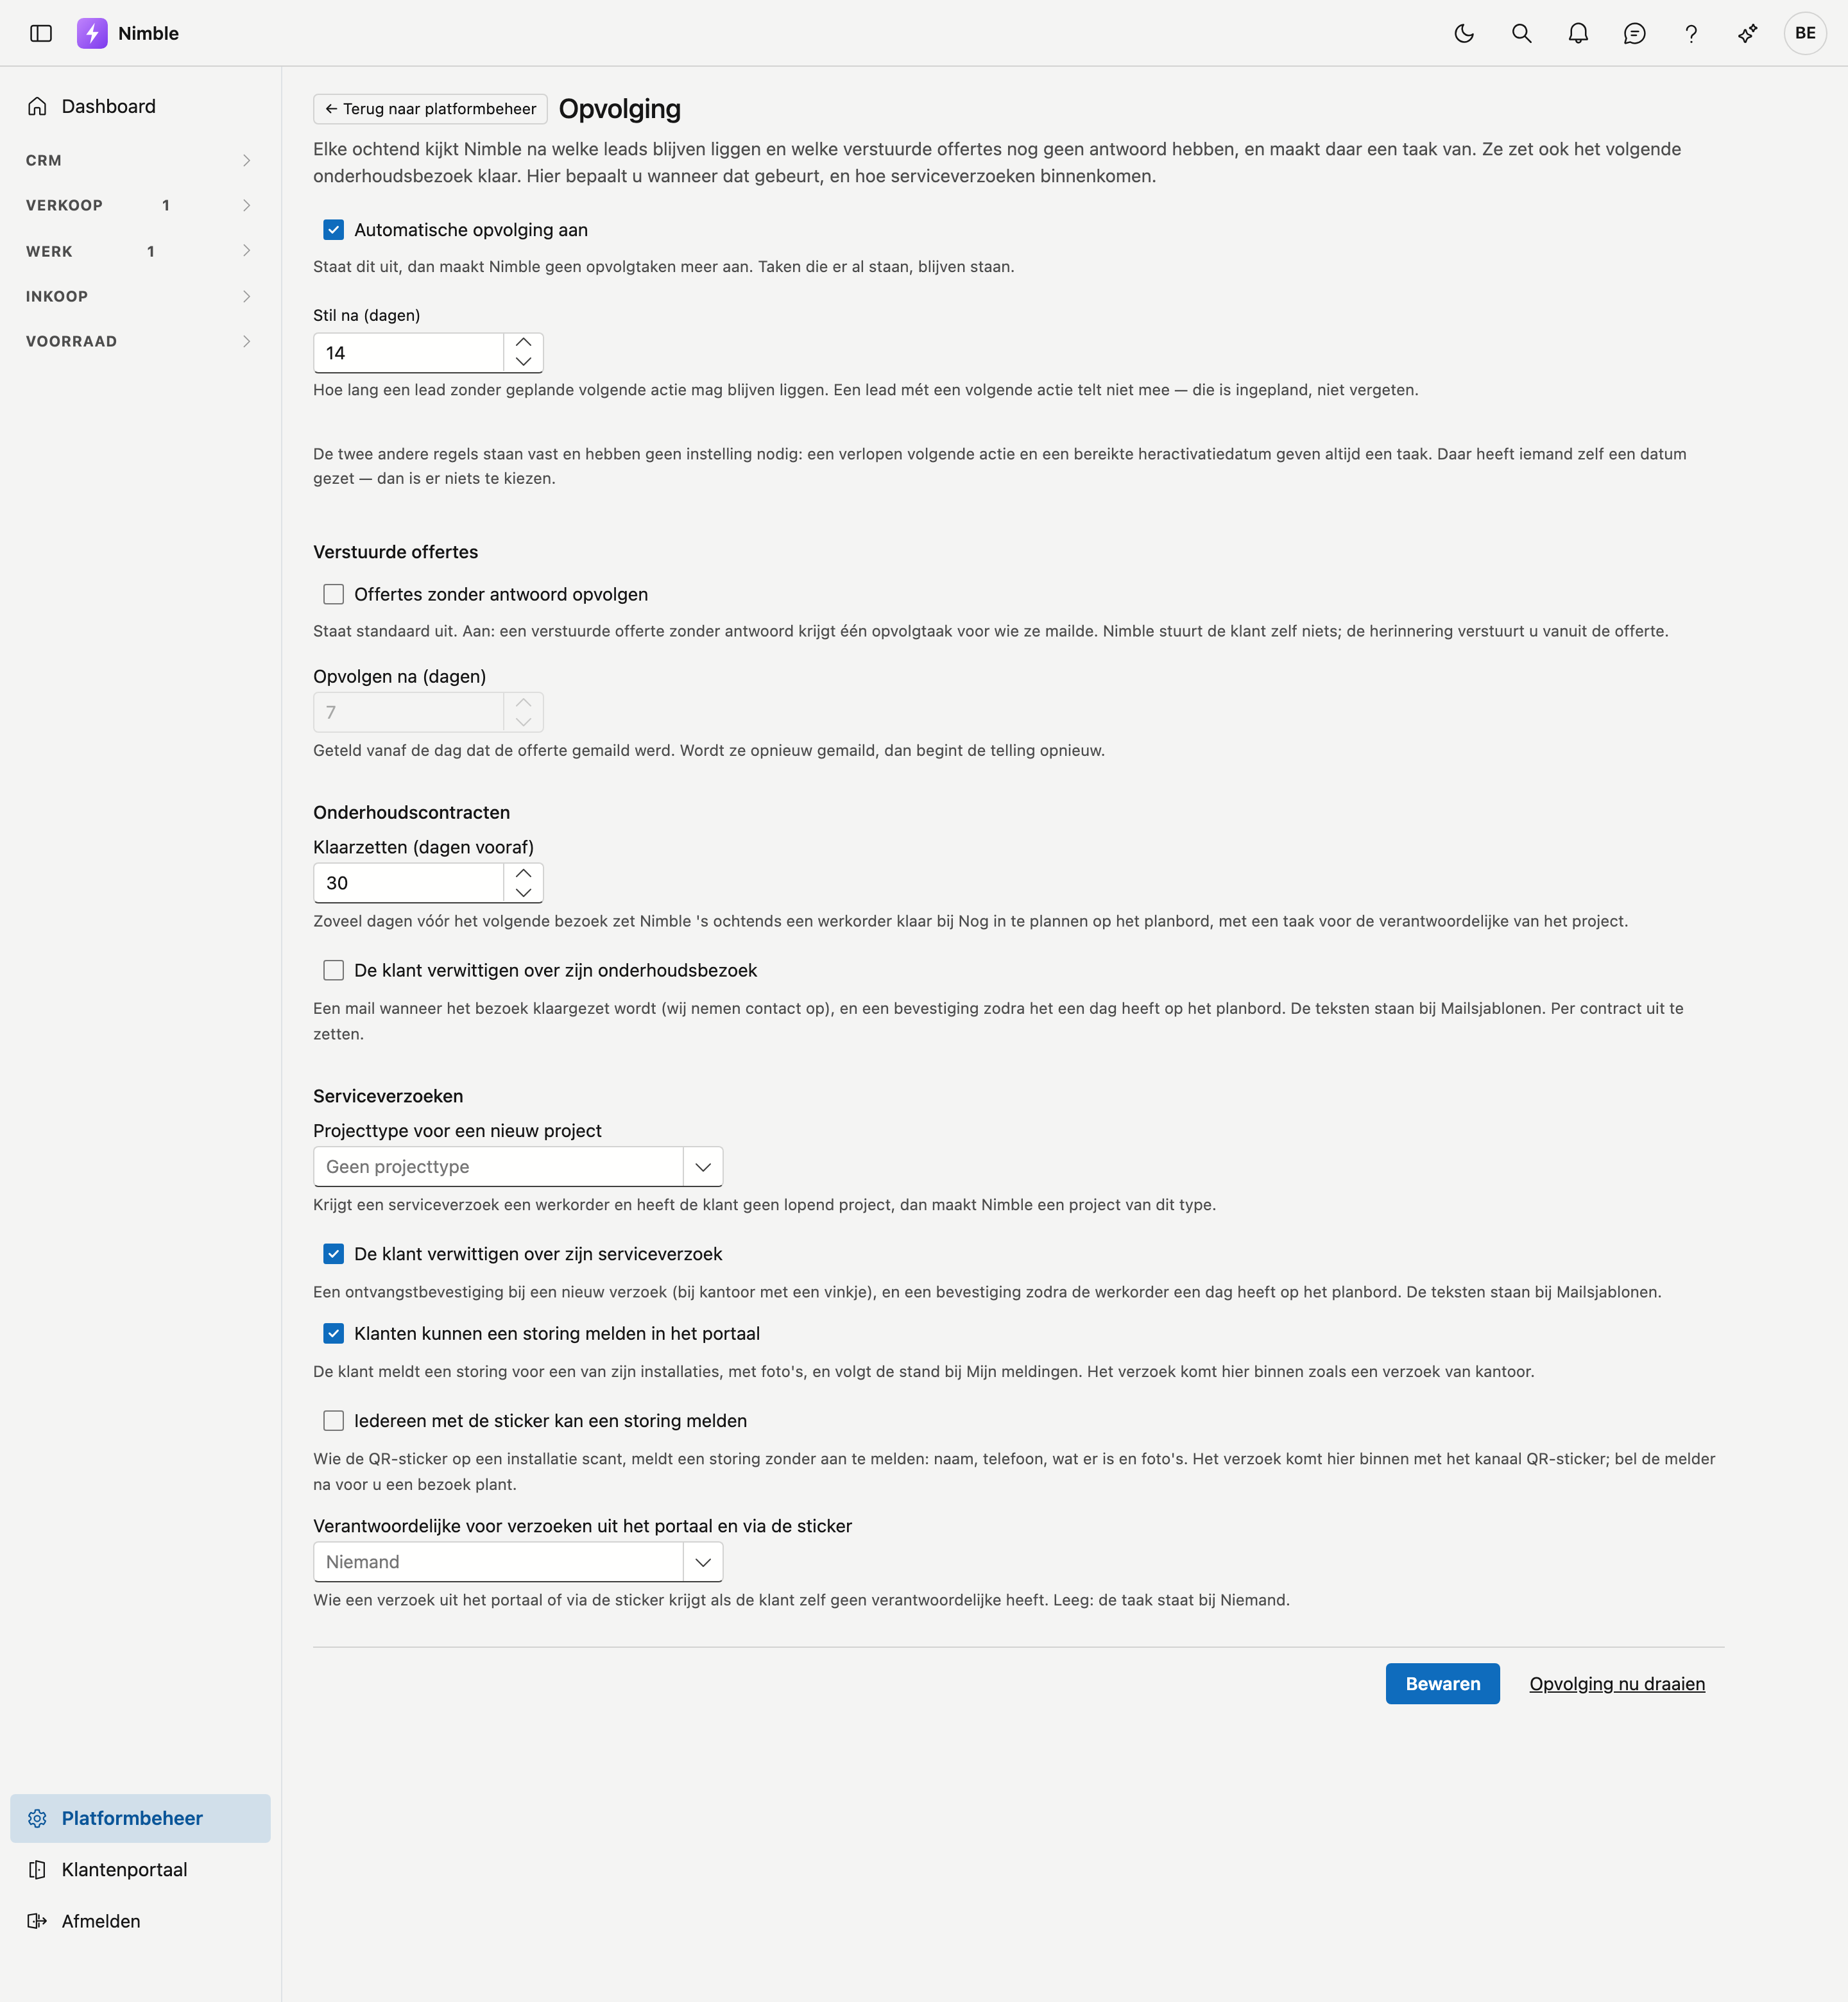 Nimble
BE
Dashboard
CRM
VERKOOP 1
WERK 1
INKOOP
VOORRAAD
← Terug naar platformbeheer
Opvolging
Elke ochtend kijkt Nimble na welke leads blijven liggen en welke verstuurde offertes nog geen antwoord hebben, en maakt daar een taak van. Ze zet ook het volgende
onderhoudsbezoek klaar. Hier bepaalt u wanneer dat gebeurt, en hoe serviceverzoeken binnenkomen.
Automatische opvolging aan
Staat dit uit, dan maakt Nimble geen opvolgtaken meer aan. Taken die er al staan, blijven staan.
Stil na (dagen)
14
Hoe lang een lead zonder geplande volgende actie mag blijven liggen. Een lead mét een volgende actie telt niet mee — die is ingepland, niet vergeten.
De twee andere regels staan vast en hebben geen instelling nodig: een verlopen volgende actie en een bereikte heractivatiedatum geven altijd een taak. Daar heeft iemand zelf een datum
gezet — dan is er niets te kiezen.
Verstuurde offertes
Offertes zonder antwoord opvolgen
Staat standaard uit. Aan: een verstuurde offerte zonder antwoord krijgt één opvolgtaak voor wie ze mailde. Nimble stuurt de klant zelf niets; de herinnering verstuurt u vanuit de offerte.
Opvolgen na (dagen)
7
Geteld vanaf de dag dat de offerte gemaild werd. Wordt ze opnieuw gemaild, dan begint de telling opnieuw.
Onderhoudscontracten
Klaarzetten (dagen vooraf)
30
Zoveel dagen vóór het volgende bezoek zet Nimble 's ochtends een werkorder klaar bij Nog in te plannen op het planbord, met een taak voor de verantwoordelijke van het project.
De klant verwittigen over zijn onderhoudsbezoek
Een mail wanneer het bezoek klaargezet wordt (wij nemen contact op), en een bevestiging zodra het een dag heeft op het planbord. De teksten staan bij Mailsjablonen. Per contract uit te
zetten.
Serviceverzoeken
Projecttype voor een nieuw project
Geen projecttype
Krijgt een serviceverzoek een werkorder en heeft de klant geen lopend project, dan maakt Nimble een project van dit type.
De klant verwittigen over zijn serviceverzoek
Een ontvangstbevestiging bij een nieuw verzoek (bij kantoor met een vinkje), en een bevestiging zodra de werkorder een dag heeft op het planbord. De teksten staan bij Mailsjablonen.
Klanten kunnen een storing melden in het portaal
De klant meldt een storing voor een van zijn installaties, met foto's, en volgt de stand bij Mijn meldingen. Het verzoek komt hier binnen zoals een verzoek van kantoor.
Iedereen met de sticker kan een storing melden
Wie de QR-sticker op een installatie scant, meldt een storing zonder aan te melden: naam, telefoon, wat er is en foto's. Het verzoek komt hier binnen met het kanaal QR-sticker; bel de melder
na voor u een bezoek plant.
Verantwoordelijke voor verzoeken uit het portaal en via de sticker
Niemand
Wie een verzoek uit het portaal of via de sticker krijgt als de klant zelf geen verantwoordelijke heeft. Leeg: de taak staat bij Niemand.
Bewaren
Opvolging nu draaien
Platformbeheer
Klantenportaal
Afmelden